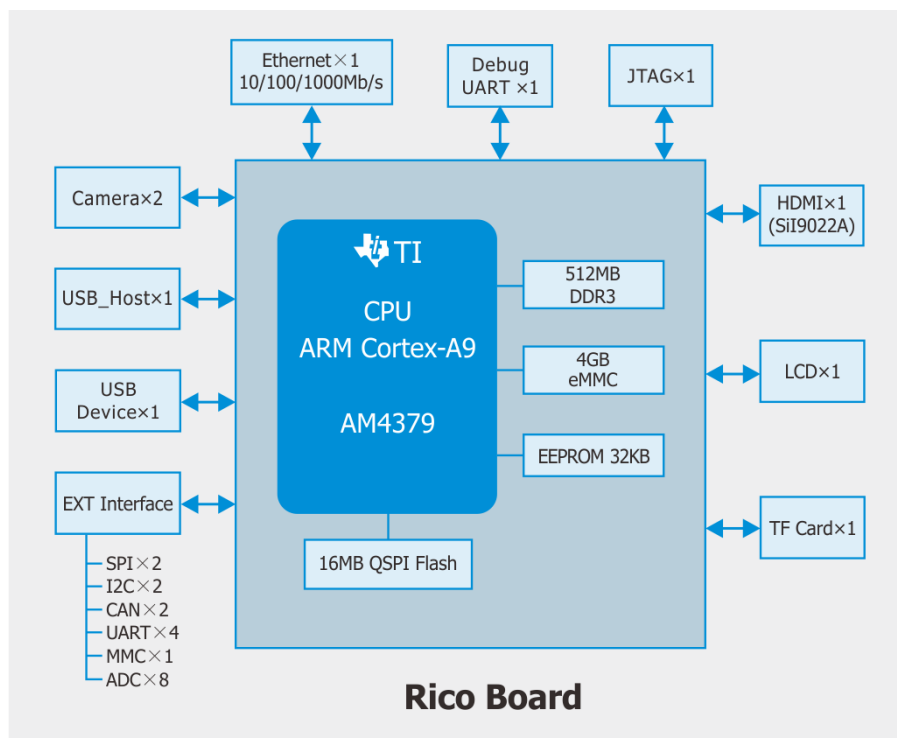 Ethernet×1
10/100/1000Mb/s
Debug
UART ×1
JTAG×1
Camera×2
USB_Host×1
USB
Device×1
EXT Interface
SPI×2
I2C×2
CAN×2
UART×4
MMC×1
ADC×8
TI
CPU
ARM Cortex-A9
AM4379
512MB
DDR3
4GB
eMMC
EEPROM 32KB
16MB QSPI Flash
HDMI×1
(SiI9022A)
LCD×1
TF Card×1
Rico Board